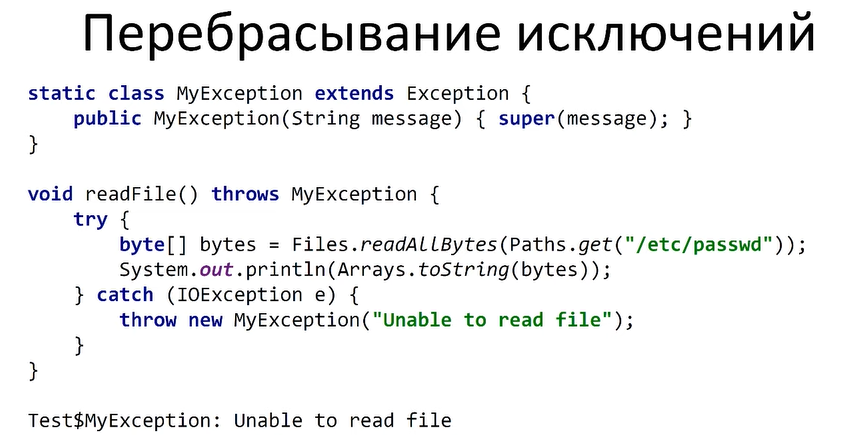 Перебрасывание исключений
static class MyException extends Exception {
    public MyException(String message) { super(message); }
}
void readFile() throws MyException {
    try {
        byte[] bytes = Files.readAllBytes(Paths.get("/etc/passwd"));
        System.out.println(Arrays.toString(bytes));
    } catch (IOException e) {
        throw new MyException("Unable to read file");
    }
}
Test$MyException: Unable to read file